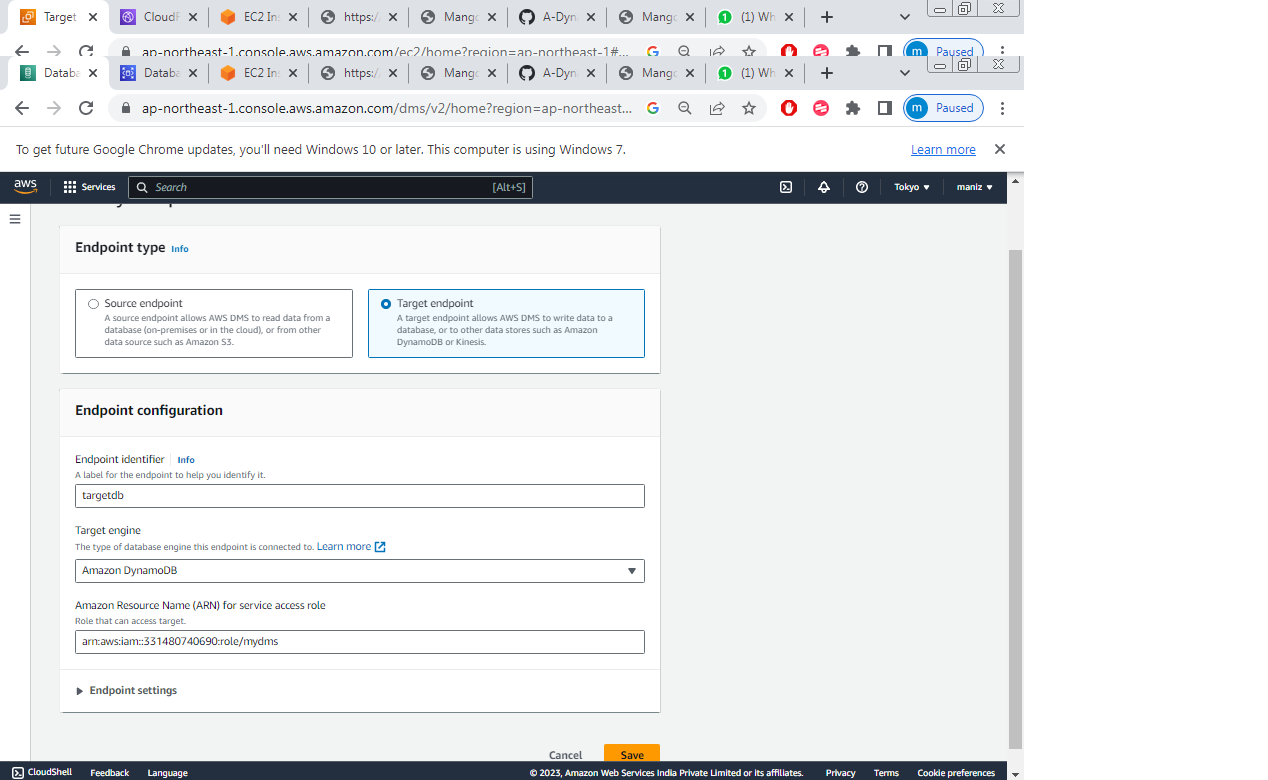 Target
CloudF
EC2 Ins
https:/
Mango
A-Dyn
Mango
(1) Wh
ap-northeast-1.console.aws.amazon.com/ec2/home?region=ap-northeast-1#...
m Paused
Databa
Databa
EC2 Ins
https:/
Mango
A-Dyn
Mango
(1) Wh
ap-northeast-1.console.aws.amazon.com/dms/v2/home?region=ap-northeast...
m Paused
To get future Google Chrome updates, you'll need Windows 10 or later. This computer is using Windows 7.
Learn more
aws
Services
Search
[Alt+S]
Tokyo
maniz
Endpoint type Info
Source endpoint
A source endpoint allows AWS DMS to read data from a
database (on-premises or in the cloud), or from other
data source such as Amazon S3.
Target endpoint
A target endpoint allows AWS DMS to write data to a
database, or to other data stores such as Amazon
DynamoDB or Kinesis.
Endpoint configuration
Endpoint identifier Info
A label for the endpoint to help you identify it.
targetdb
Target engine
The type of database engine this endpoint is connected to. Learn more
Amazon DynamoDB
Amazon Resource Name (ARN) for service access role
Role that can access target.
arn:aws:iam::331480740690:role/mydms
Endpoint settings
Cancel
Save
CloudShell
Feedback
Language
© 2023, Amazon Web Services India Private Limited or its affiliates.
Privacy
Terms
Cookie preferences